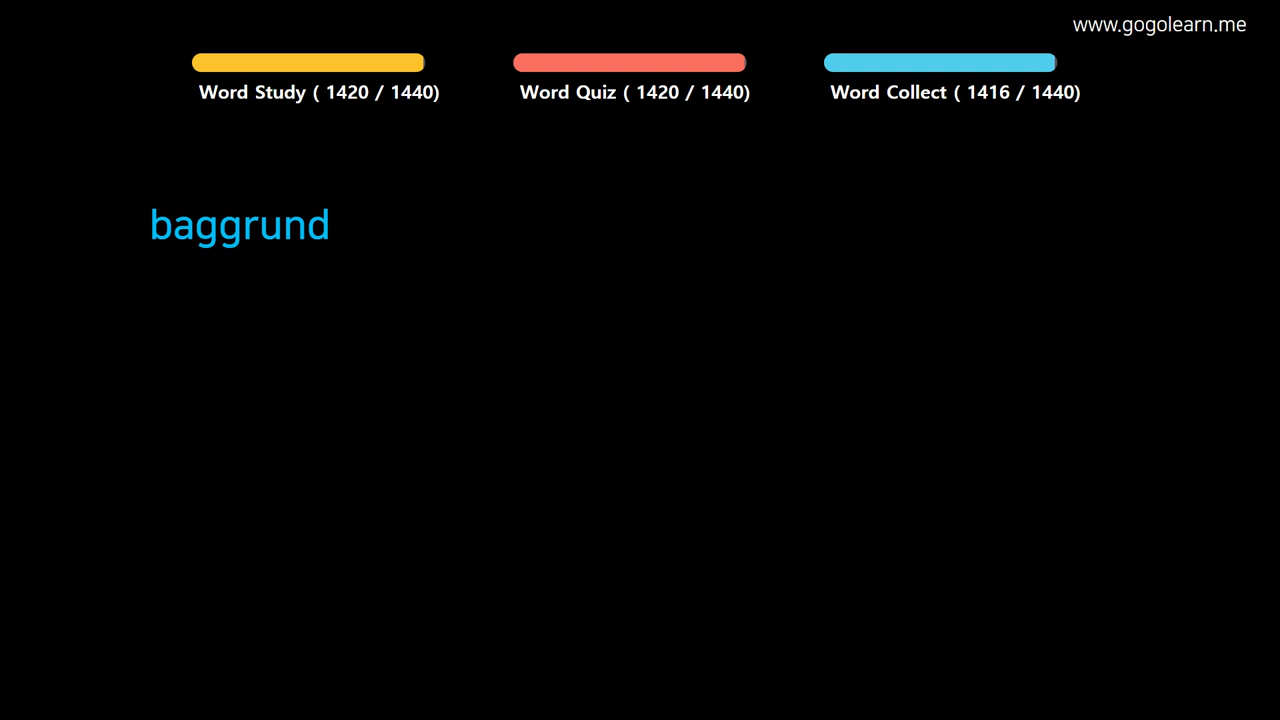 www.gogolearn.me
Word Study ( 1420 / 1440)
Word Quiz ( 1420 / 1440)
Word Collect ( 1416 / 1440)
baggrund